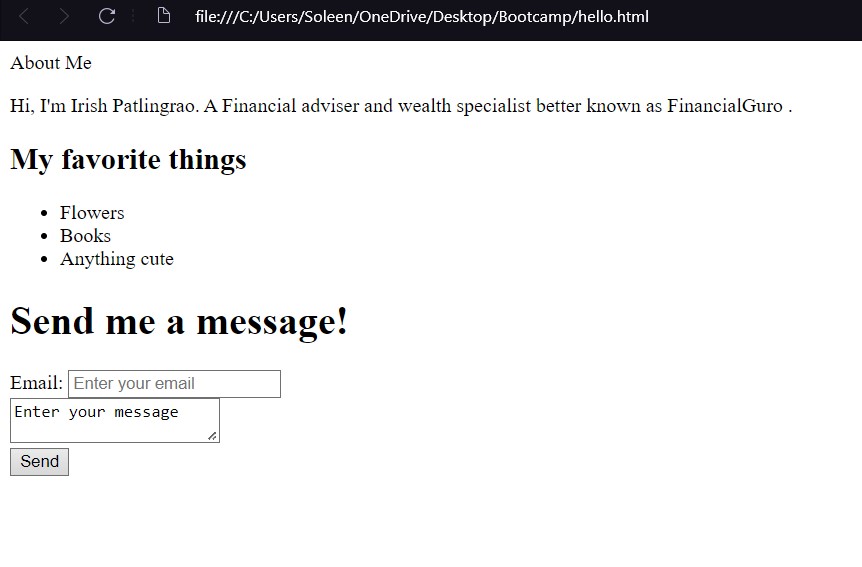 file:///C:/Users/Soleen/OneDrive/Desktop/Bootcamp/hello.html
About Me
Hi, I'm Irish Patlingrao. A Financial adviser and wealth specialist better known as FinancialGuro .
My favorite things
Flowers
Books
Anything cute
Send me a message!
Email: Enter your email
Enter your message
Send